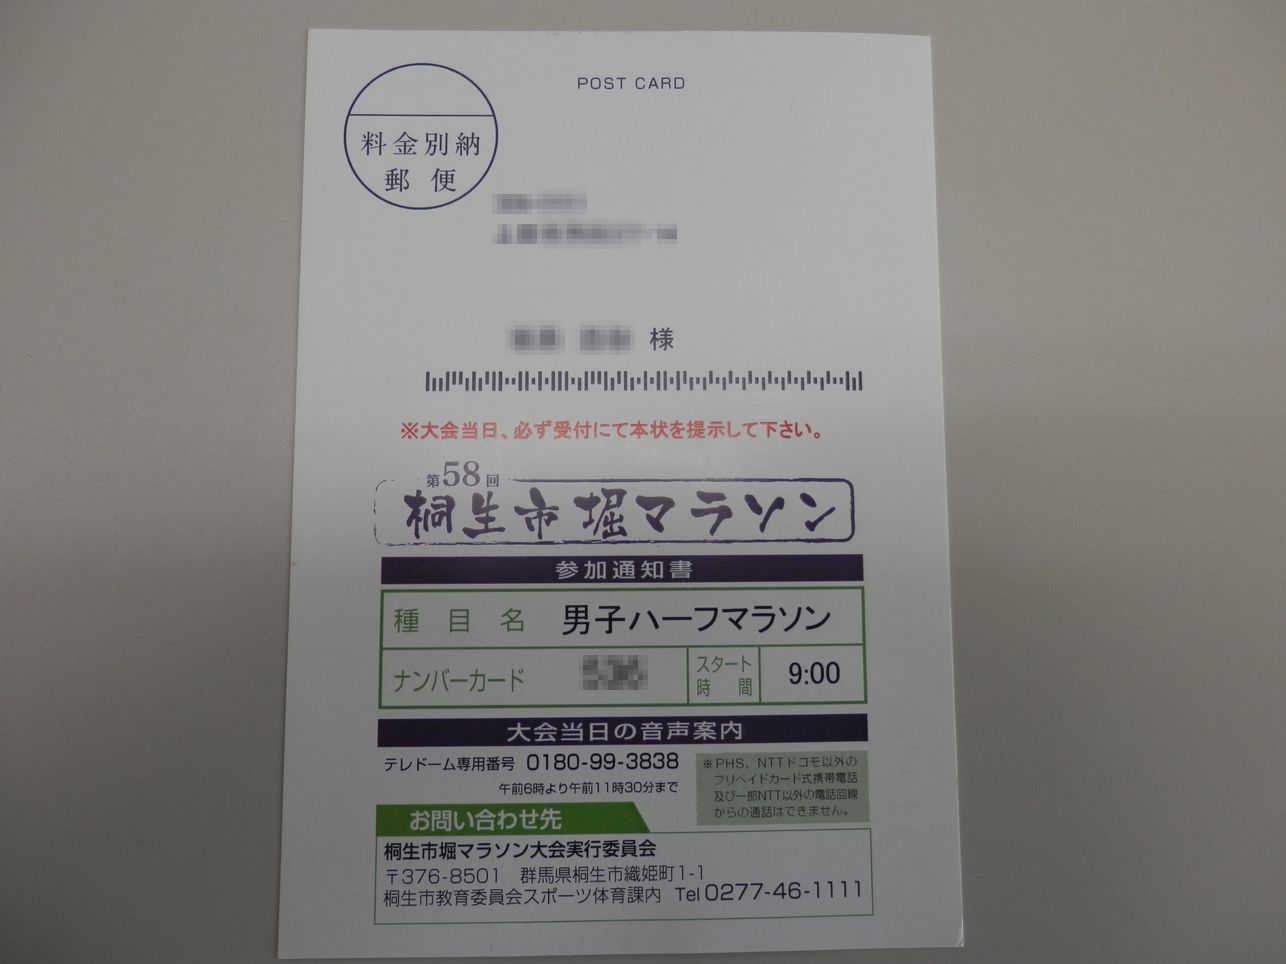 POST CARD
料金別納
郵便
様
※大会当日、必ず受付にて本状を提示して下さい。
第58回
桐生市堀マラソン
参加通知書
種目名 男子ハーフマラソン
ナンバーカード スタート時間 9:00
大会当日の音声案内
テレドーム専用番号 0180-99-3838
午前6時より午前11時30分まで
※PHS、NTTドコモ以外の
プリペイドカード式携帯電話
及び一部NTT以外の電話回線
からの通話はできません。
お問い合わせ先
桐生市堀マラソン大会実行委員会
〒376-8501 群馬県桐生市織姫町1-1
桐生市教育委員会スポーツ体育課内 Tel 0277-46-1111